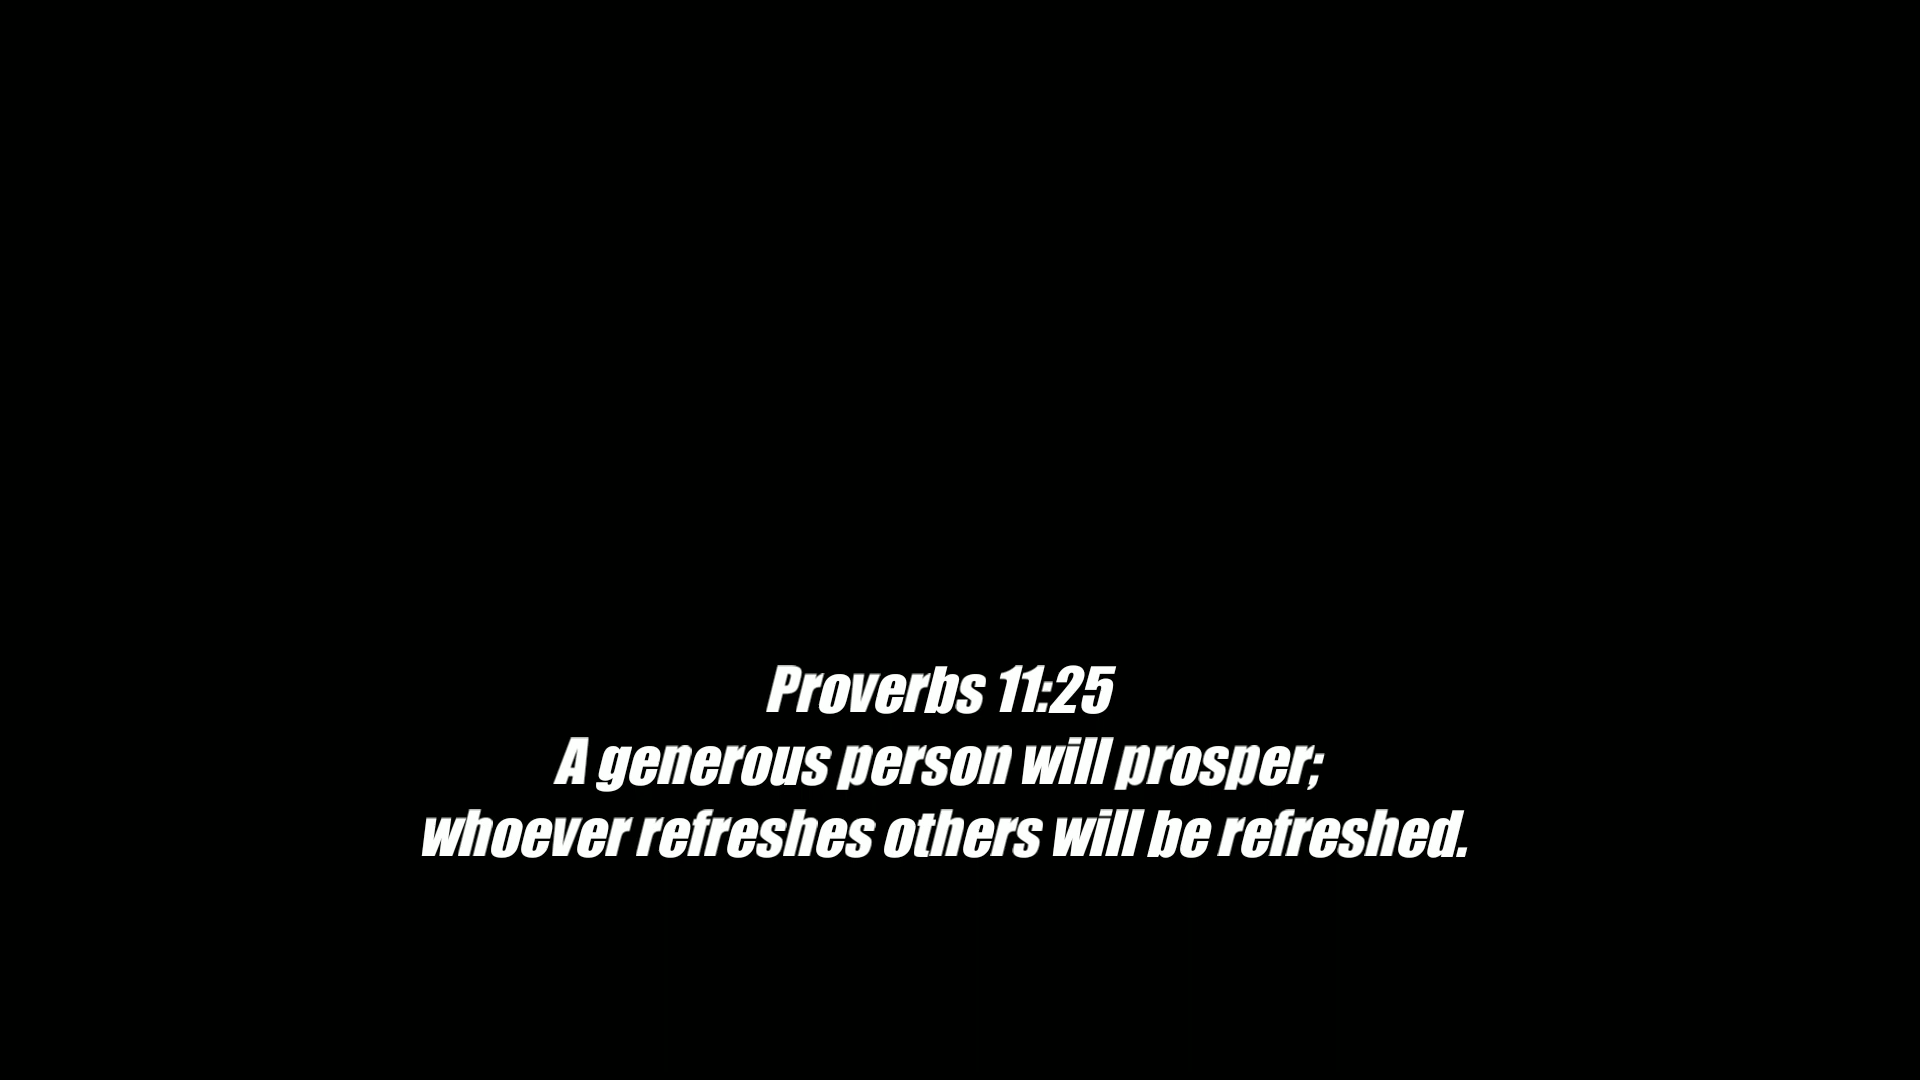 Proverbs 11:25
A generous person will prosper;
whoever refreshes others will be refreshed.